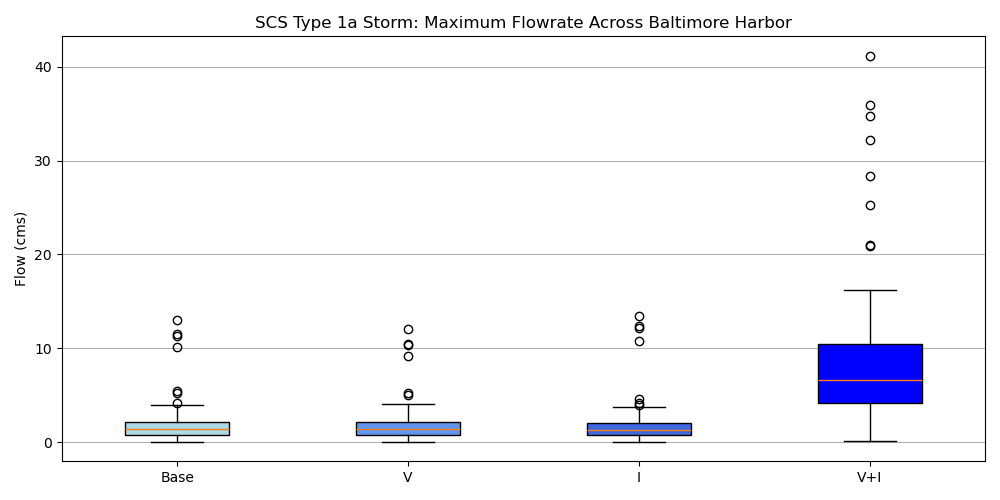 SCS Type 1a Storm: Maximum Flowrate Across Baltimore Harbor
Flow (cms)
40
30
20
10
0
Base
V
I
V+I